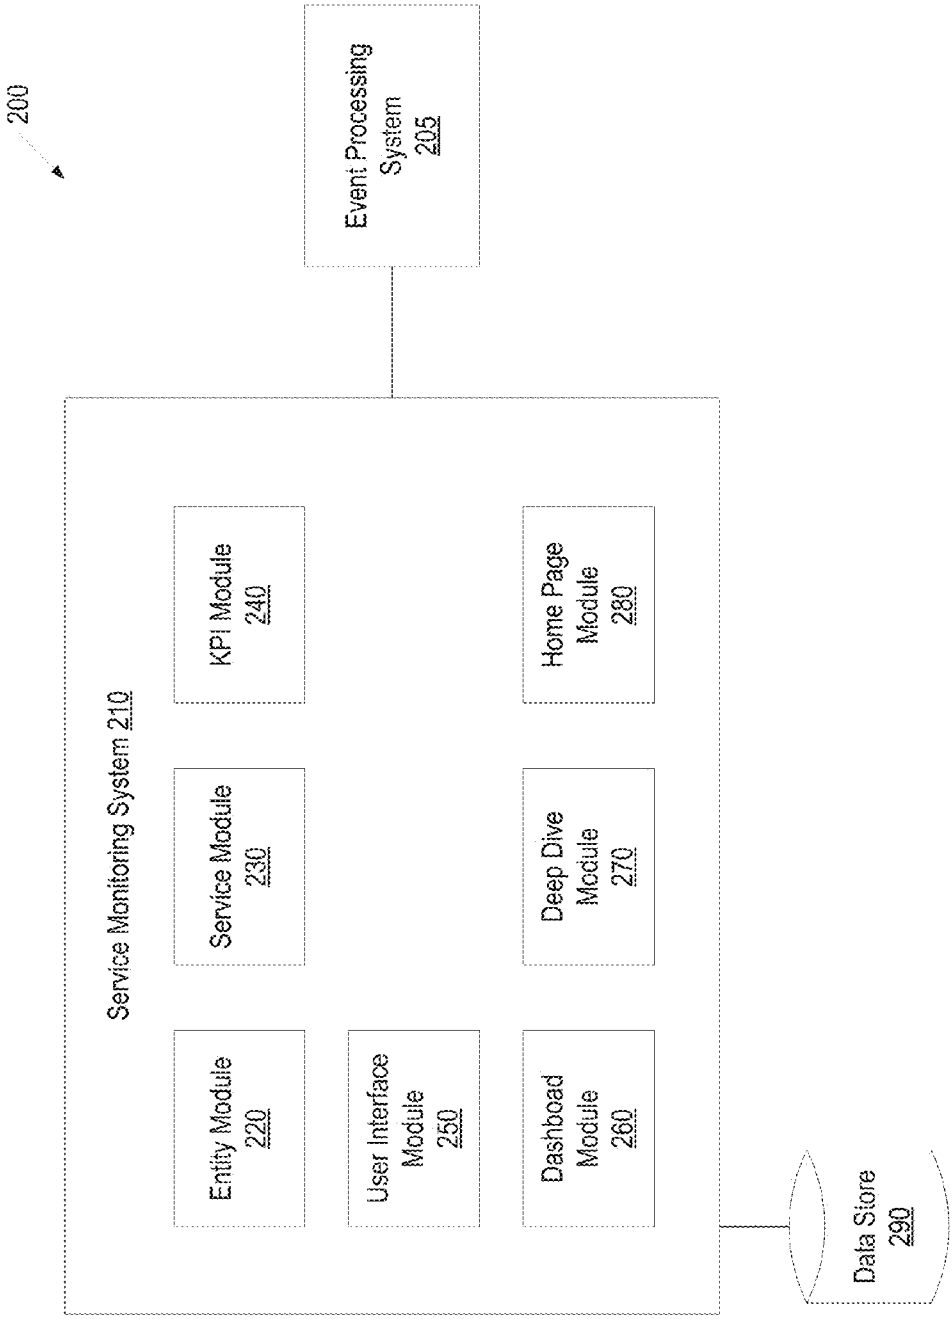 200
Service Monitoring System 210
Entity Module
220
Service Module
230
KPI Module
240
User Interface
Module
250
Dashboad
Module
260
Deep Dive
Module
270
Home Page
Module
280
Event Processing
System
205
Data Store
290